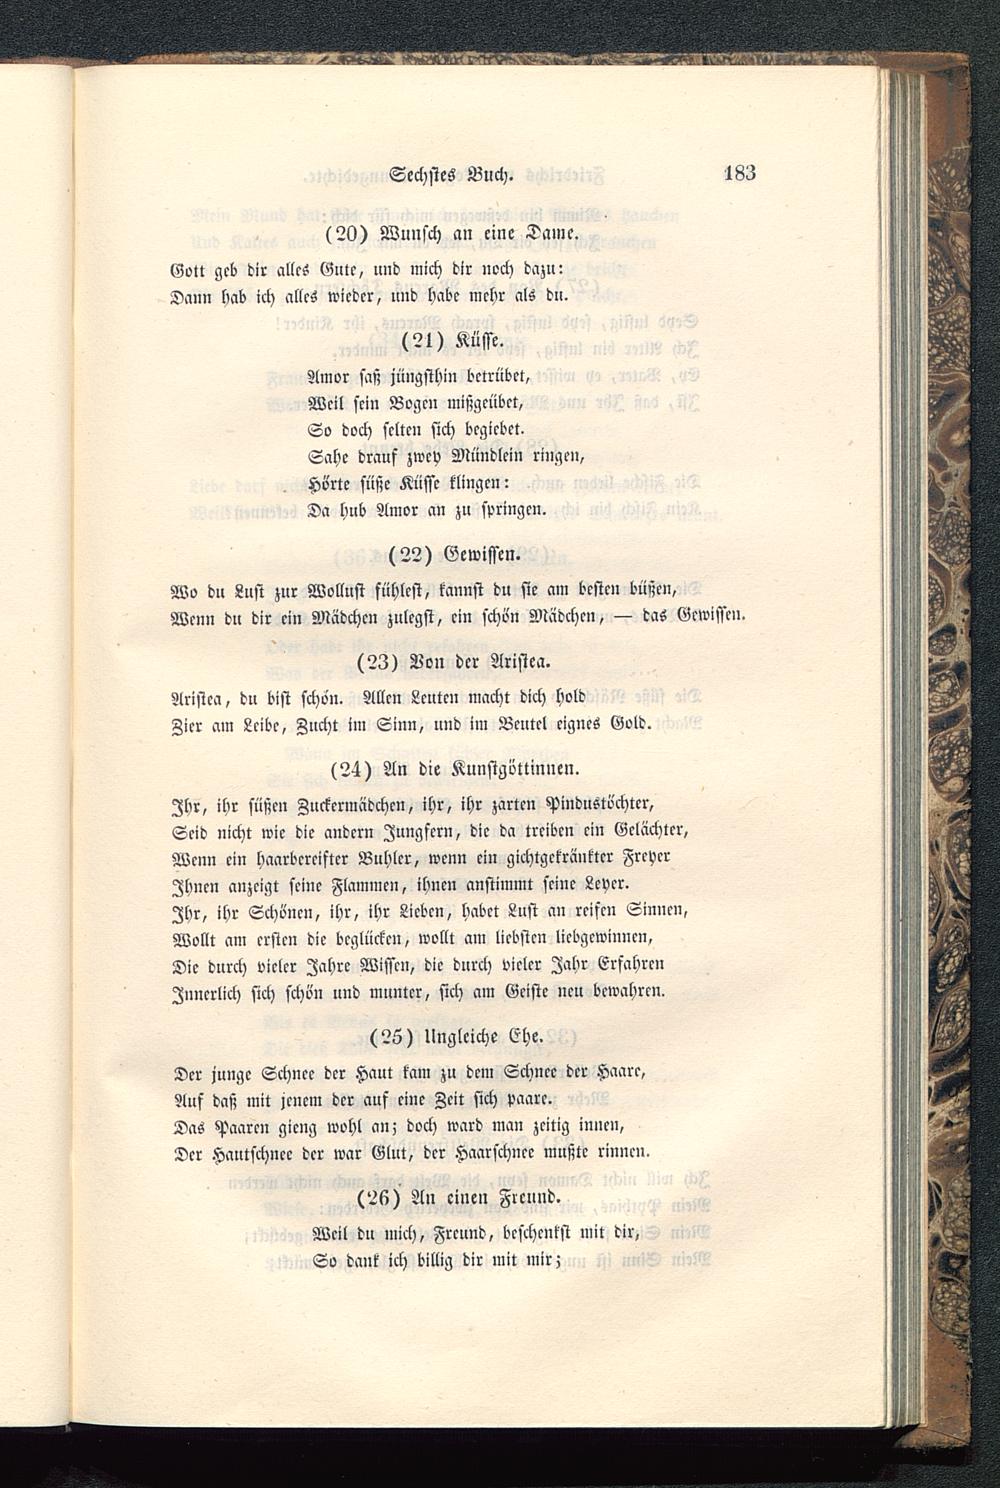 Sechstes Buch. 183
(20) Wunsch an eine Dame.
Gott geb dir alles Gute, und mich dir noch dazu:
Dann hab ich alles wieder, und habe mehr als du.
(21) Küsse.
Amor saß jüngsthin betrübet,
Weil sein Bogen mißgeübet,
So doch selten sich begiebet.
Sahe drauf zwey Mündlein ringen,
Hörte süße Küsse klingen:
Da hub Amor an zu springen.
(22) Gewissen.
Wo du Lust zur Wollust fühlest, kannst du sie am besten büßen,
Wenn du dir ein Mädchen zulegst, ein schön Mädchen, — das Gewissen.
(23) Von der Aristea.
Aristea, du bist schön. Allen Leuten macht dich hold
Zier am Leibe, Zucht im Sinn, und im Beutel eignes Gold.
(24) An die Kunstgöttinnen.
Ihr, ihr süßen Zuckermädchen, ihr, ihr zarten Pindustöchter,
Seid nicht wie die andern Jungfern, die da treiben ein Gelächter,
Wenn ein haarbereifter Buhler, wenn ein gichtgekränkter Freyer
Ihnen anzeigt seine Flammen, ihnen anstimmt seine Leyer.
Ihr, ihr Schönen, ihr, ihr Lieben, habet Lust an reifen Sinnen,
Wollt am ersten die beglücken, wollt am liebsten liebgewinnen,
Die durch vieler Jahre Wissen, die durch vieler Jahr Erfahren
Innerlich sich schön und munter, sich am Geiste neu bewahren.
(25) Ungleiche Ehe.
Der junge Schnee der Haut kam zu dem Schnee der Haare,
Auf daß mit jenem der auf eine Zeit sich paare.
Das Paaren gieng wohl an; doch ward man zeitig innen,
Der Hautschnee der war Glut, der Haarschnee mußte rinnen.
(26) An einen Freund.
Weil du mich, Freund, beschenkst mit dir,
So dank ich billig dir mit mir;